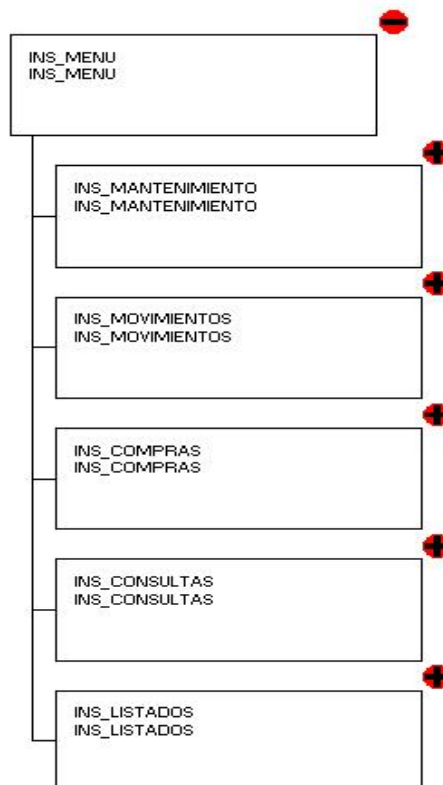 INS_MENU
INS_MENU
INS_MANTENIMIENTO
INS_MANTENIMIENTO
INS_MOVIMIENTOS
INS_MOVIMIENTOS
INS_COMPRAS
INS_COMPRAS
INS_CONSULTAS
INS_CONSULTAS
INS_LISTADOS
INS_LISTADOS